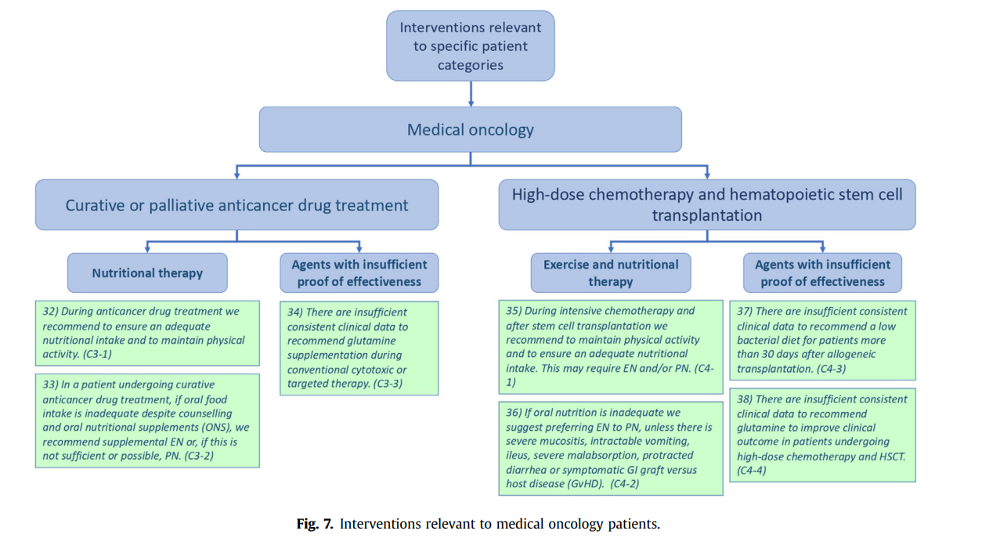 Interventions relevant
to specific patient
categories
Medical oncology
Curative or palliative anticancer drug treatment
High-dose chemotherapy and hematopoietic stem cell
transplantation
Nutritional therapy
Agents with insufficient
proof of effectiveness
Exercise and nutritional
therapy
Agents with insufficient
proof of effectiveness
32) During anticancer drug treatment we
recommend to ensure an adequate
nutritional intake and to maintain physical
activity. (C3-1)
33) In a patient undergoing curative
anticancer drug treatment, if oral food
intake is inadequate despite counselling
and oral nutritional supplements (ONS), we
recommend supplemental EN or, if this is
not sufficient or possible, PN. (C3-2)
34) There are insufficient
consistent clinical data to
recommend glutamine
supplementation during
conventional cytotoxic or
targeted therapy. (C3-3)
35) During intensive chemotherapy and
after stem cell transplantation we
recommend to maintain physical activity
and to ensure an adequate nutritional
intake. This may require EN and/or PN. (C4-
1)
36) If oral nutrition is inadequate we
suggest preferring EN to PN, unless there is
severe mucositis, intractable vomiting,
ileus, severe malabsorption, protracted
diarrhea or symptomatic GI graft versus
host disease (GvHD). (C4-2)
37) There are insufficient consistent
clinical data to recommend a low
bacterial diet for patients more
than 30 days after allogeneic
transplantation. (C4-3)
38) There are insufficient consistent
clinical data to recommend
glutamine to improve clinical
outcome in patients undergoing
high-dose chemotherapy and HSCT.
(C4-4)
Fig. 7. Interventions relevant to medical oncology patients.